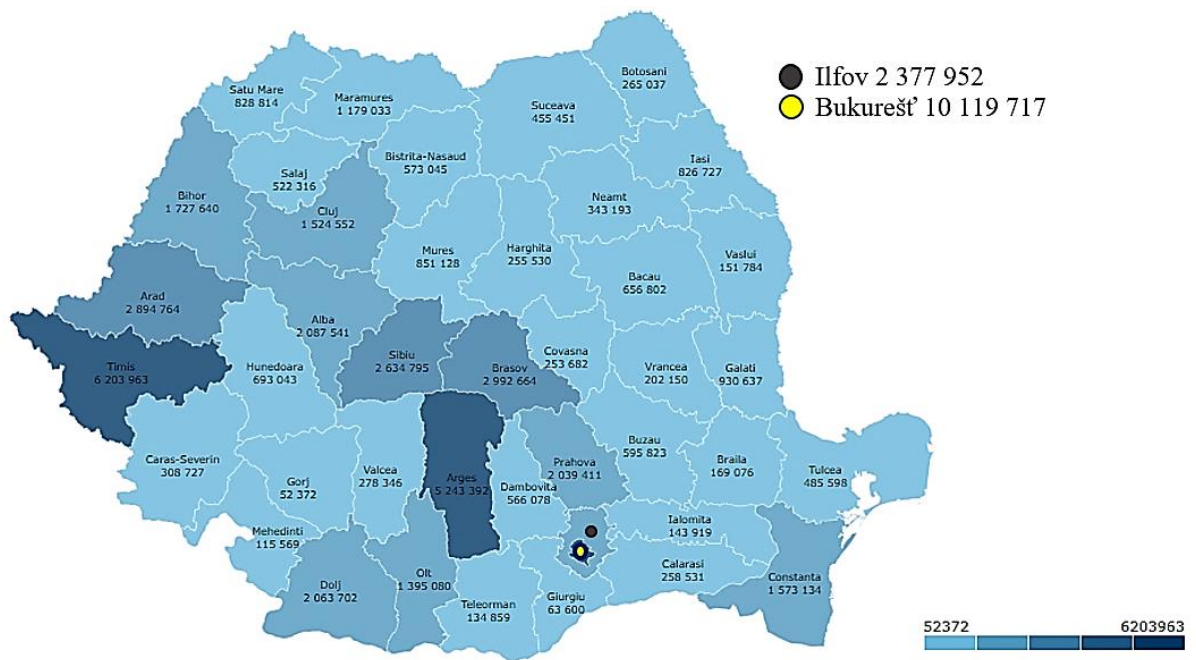 Ilfov 2 377 952
Bukurešť 10 119 717
Botosani
265 037
Satu Mare
828 814
Maramures
1 179 033
Suceava
455 451
Bistrita-Nasaud
573 045
Iasi
826 727
Salaj
522 316
Bihor
1 727 640
Cluj
1 524 552
Neamt
343 193
Mures
851 128
Harghita
255 530
Vaslui
151 784
Bacau
656 802
Arad
2 894 764
Alba
2 087 541
Timis
6 203 963
Hunedoara
693 043
Sibiu
2 634 795
Brasov
2 992 664
Covasna
253 682
Vrancea
202 150
Galati
930 637
Caras-Severin
308 727
Gorj
52 372
Valcea
278 346
Arges
5 243 392
Dambovita
566 078
Prahova
2 039 411
Buzau
595 823
Braila
169 076
Tulcea
485 598
Mehedinti
115 569
Dolj
2 063 702
Olt
1 395 080
Teleorman
134 859
Giurgiu
63 600
Ialomita
143 919
Calarasi
258 531
Constanta
1 573 134
52372 6203963